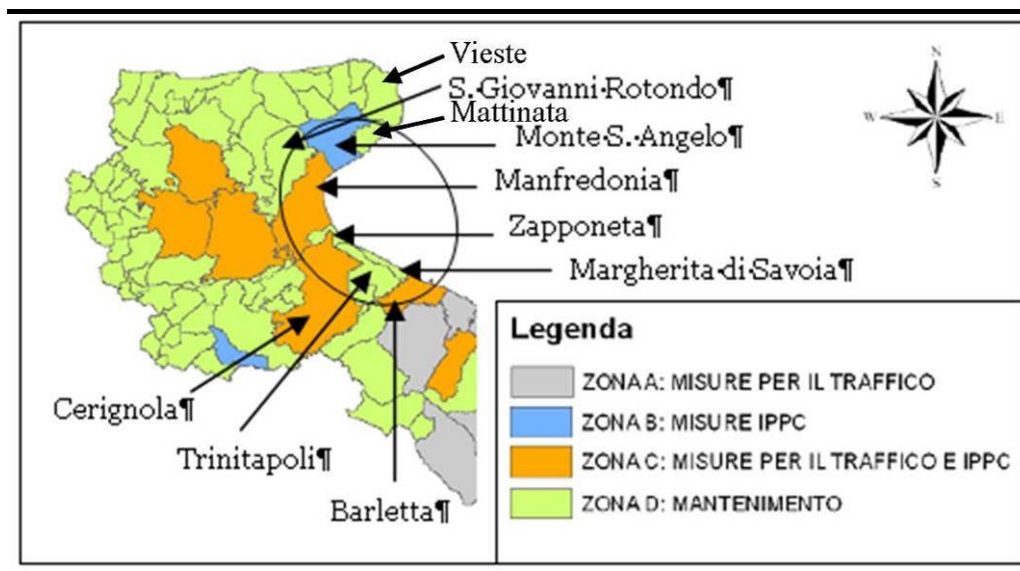 Vieste
S.·Giovanni·Rotondo¶
Mattinata
Monte·S.·Angelo¶
Manfredonia¶
Zapponeta¶
Margherita·di·Savoia¶
Cerignola¶
Trinitapoli¶
Barletta¶
N
W
E
S
Legenda
ZONA A: MISURE PER IL TRAFFICO
ZONA B: MISURE IPPC
ZONA C: MISURE PER IL TRAFFICO E IPPC
ZONA D: MANTENIMENTO